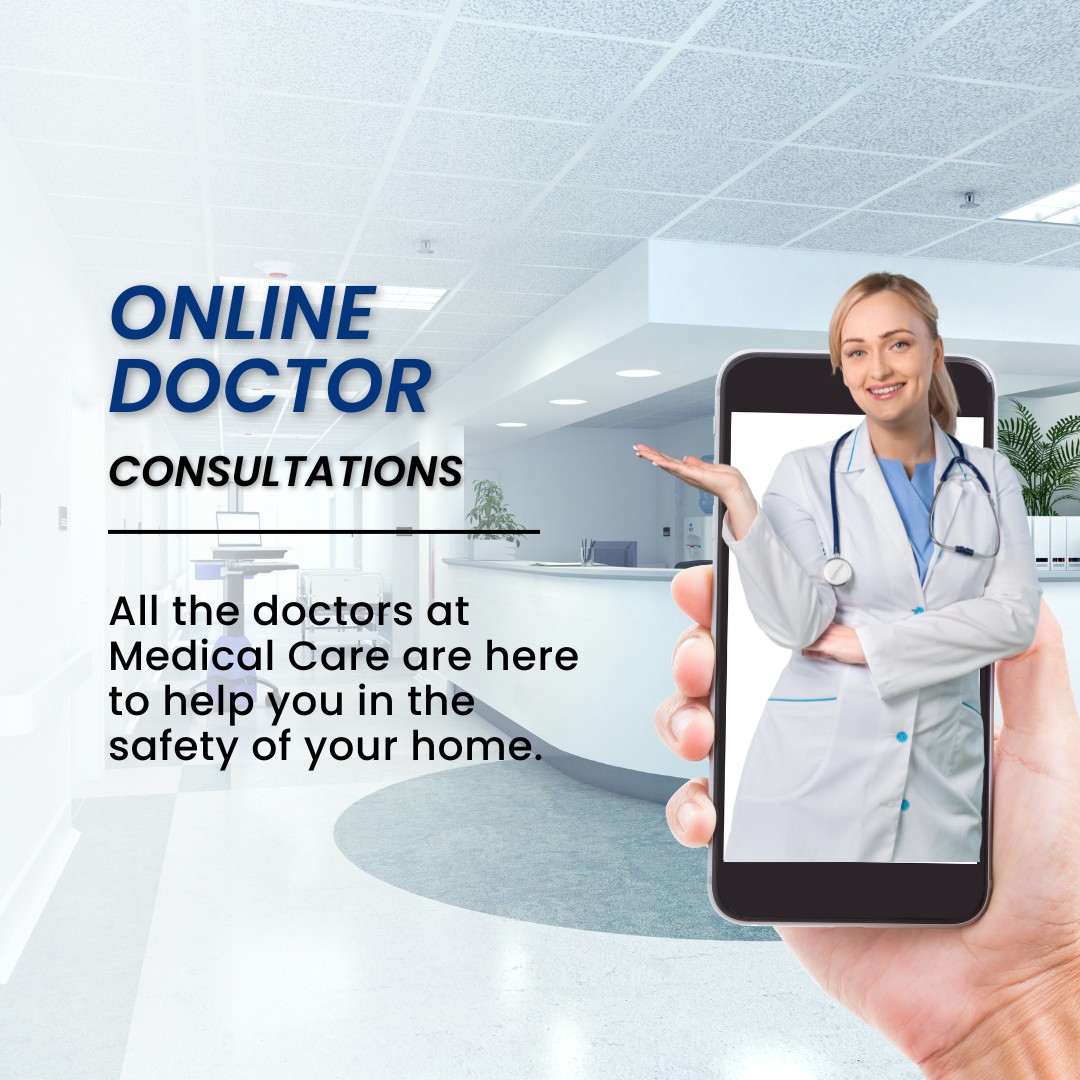 ONLINE
DOCTOR
CONSULTATIONS
All the doctors at
Medical Care are here
to help you in the
safety of your home.